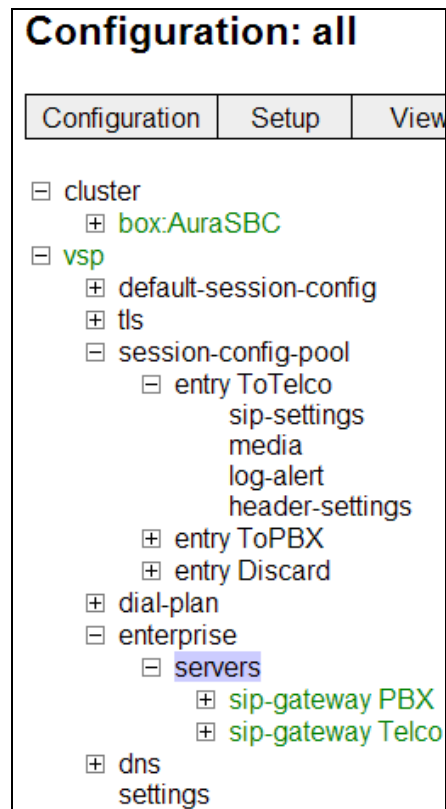 Configuration: all
Configuration Setup View
cluster
box:AuraSBC
vsp
default-session-config
tls
session-config-pool
entry ToTelco
sip-settings
media
log-alert
header-settings
entry ToPBX
entry Discard
dial-plan
enterprise
servers
sip-gateway PBX
sip-gateway Telco
dns
settings